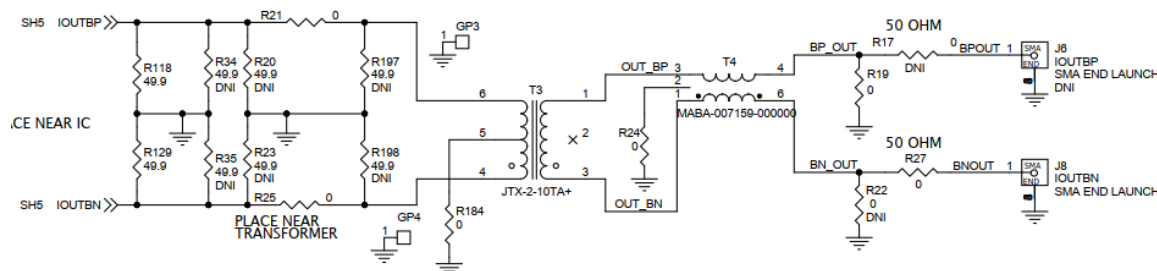 SH5 IOUTBP
R21 0
GP3
1
R118
49.9
R34
49.9
DNI
R20
49.9
DNI
R197
49.9
DNI
ACE NEAR IC
R129
49.9
R35
49.9
DNI
R23
49.9
DNI
R198
49.9
DNI
SH5 IOUTBN
R25 0
PLACE NEAR
TRANSFORMER
GP4
1
R184
0
6
5
4
T3
1
2
3
JTX-2-10TA+
OUT_BP
OUT_BN
R24
0
3
2
1
T4
4
6
MABA-007159-000000
BP_OUT
R19
0
50 OHM
R17 0
DNI
BPOUT 1
SMA
END
J6
IOUTBP
SMA END LAUNCH
DNI
BN_OUT
50 OHM
R27
0
R22
0
DNI
BNOUT 1
SMA
END
J8
IOUTBN
SMA END LAUNCH